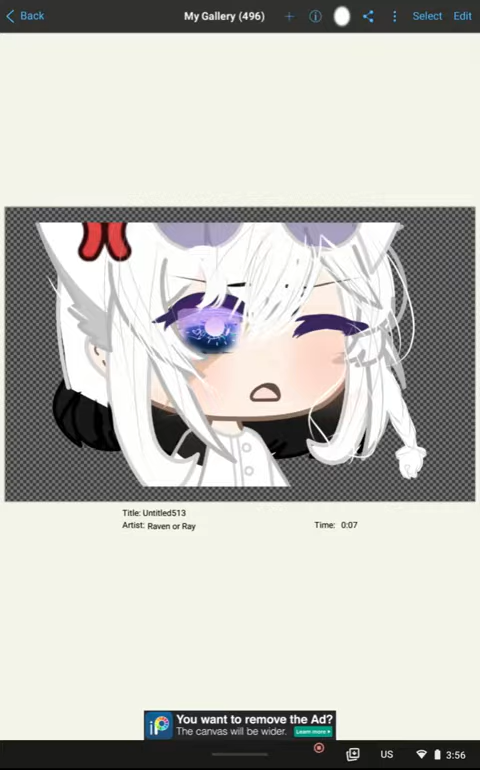 Back
My Gallery (496)
Select
Edit
Title: Untitled513
Artist: Raven or Ray
Time: 0:07
iP
You want to remove the Ad?
The canvas will be wider.
Learn more
US
3:56